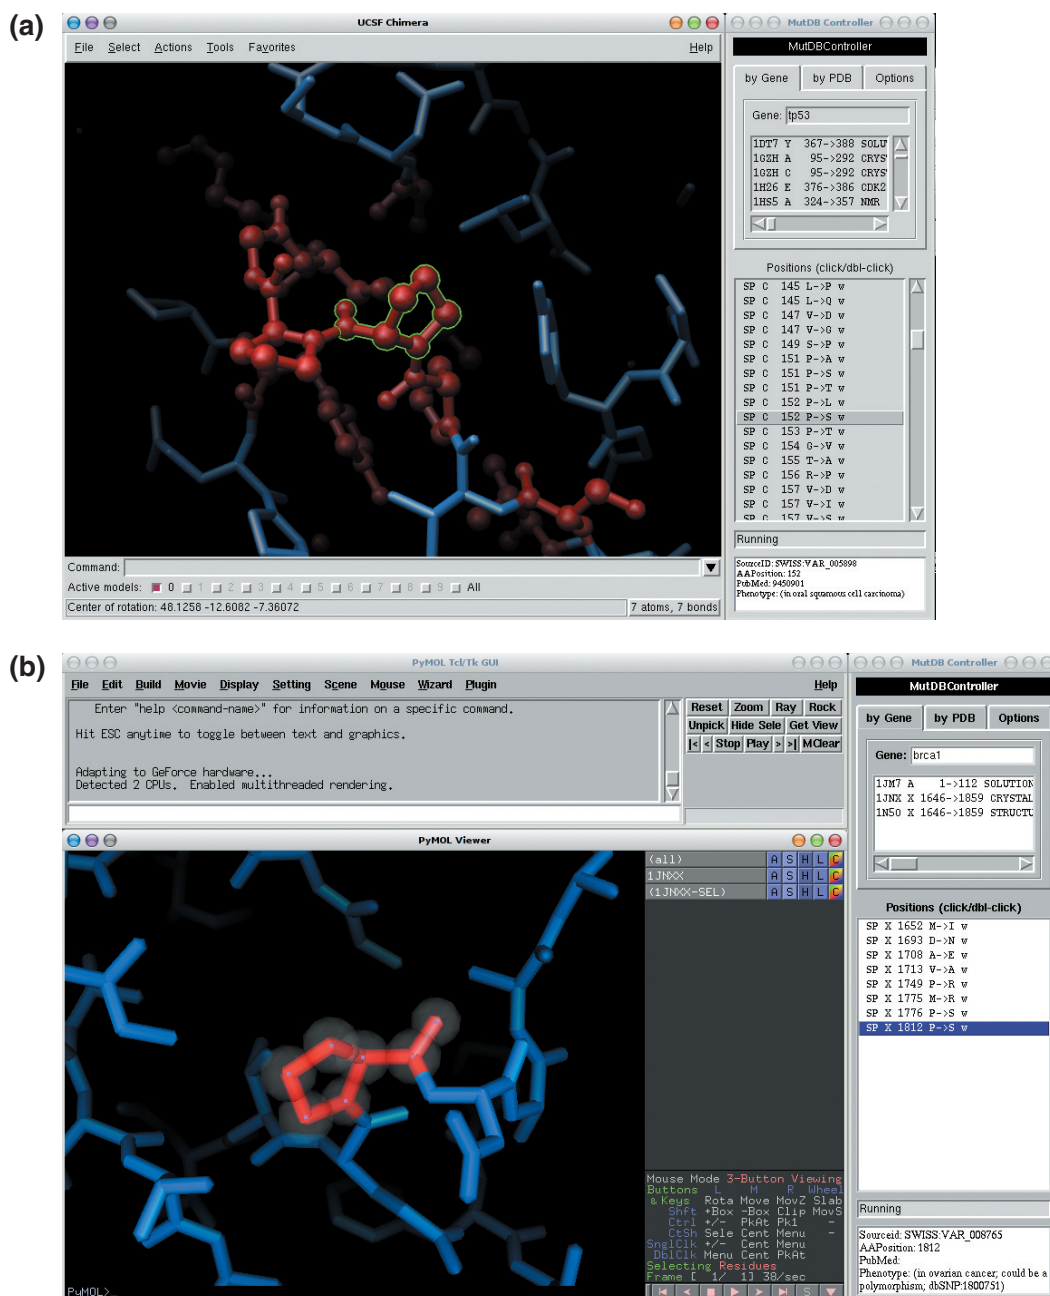 (a)
UCSF Chimera
File Select Actions Tools Favorites Help
Command:
Active models: 0 1 2 3 4 5 6 7 8 9 All
Center of rotation: 48.1258 -12.6082 -7.36072
7 atoms, 7 bonds
MutDB Controller
MutDBController
by Gene by PDB Options
Gene: tp53
1DT7 Y 367->388 SOLU
1GZH A 95->292 CRYS
1GZH C 95->292 CRYS
1H26 E 376->386 CDK2
1HS5 A 324->357 NMR
Positions (click/dbl-click)
SP C 145 L->P w
SP C 145 L->Q w
SP C 147 V->D w
SP C 147 V->G w
SP C 149 S->P w
SP C 151 P->A w
SP C 151 P->S w
SP C 151 P->T w
SP C 152 P->L w
SP C 152 P->S w
SP C 153 P->T w
SP C 154 G->V w
SP C 155 T->A w
SP C 156 R->P w
SP C 157 V->D w
SP C 157 V->I w
SP C 157 V->S w
Running
SourceID: SWISS:VAR_005898
AAPosition: 152
PubMed: 9450901
Phenotype: (in oral squamous cell carcinoma)
(b)
PyMOL Tcl/Tk GUI
File Edit Build Movie Display Setting Scene Mouse Wizard Plugin Help
Enter "help <command-name>" for information on a specific command.
Hit ESC anytime to toggle between text and graphics.
Adapting to GeForce hardware...
Detected 2 CPUs. Enabled multithreaded rendering.
Reset Zoom Ray Rock
Unpick Hide Sele Get View
|< < Stop Play > >| MClear
PyMOL Viewer
(all) A S H L C
1JNXX A S H L C
(1JNXX-SEL) A S H L C
Mouse Mode 3-Button Viewing
Buttons L M R Wheel
& Keys Rota Move MovZ Slab
Shft +Box -Box Clip MovS
Ctrl +/- PkAt Pk1 -
CtSh Sele Cent Menu -
SnglClk +/- Cent Menu
DblClk Menu Cent PkAt
Selecting Residues
Frame [ 1/ 1] 38/sec
S
PyMOL>_
MutDB Controller
MutDBController
by Gene by PDB Options
Gene: brca1
1JM7 A 1->112 SOLUTION
1JNX X 1646->1859 CRYSTAL
1N5O X 1646->1859 STRUCTU
Positions (click/dbl-click)
SP X 1652 M->I w
SP X 1693 D->N w
SP X 1708 A->E w
SP X 1713 V->A w
SP X 1749 P->R w
SP X 1775 M->R w
SP X 1776 P->S w
SP X 1812 P->S w
Running
Sourceid: SWISS:VAR_008765
AAPosition: 1812
PubMed:
Phenotype: (in ovarian cancer; could be a
polymorphism; dbSNP:1800751)